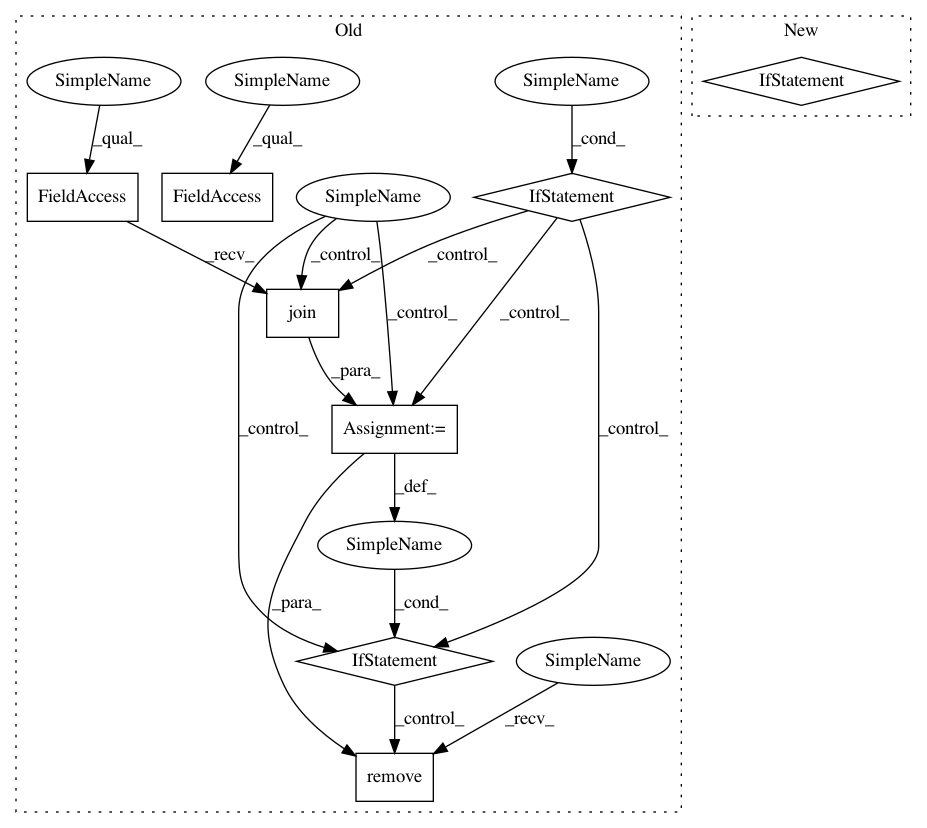 Old
New
SimpleName
SimpleName
SimpleName
IfStatement
_qual_
_qual_
_cond_
FieldAccess
FieldAccess
SimpleName
IfStatement
_recv_
_control_
_control_
join
_control_
_control_
_para_
_control_
Assignment:=
_control_
_def_
SimpleName
_para_
_cond_
IfStatement
SimpleName
_control_
_recv_
remove